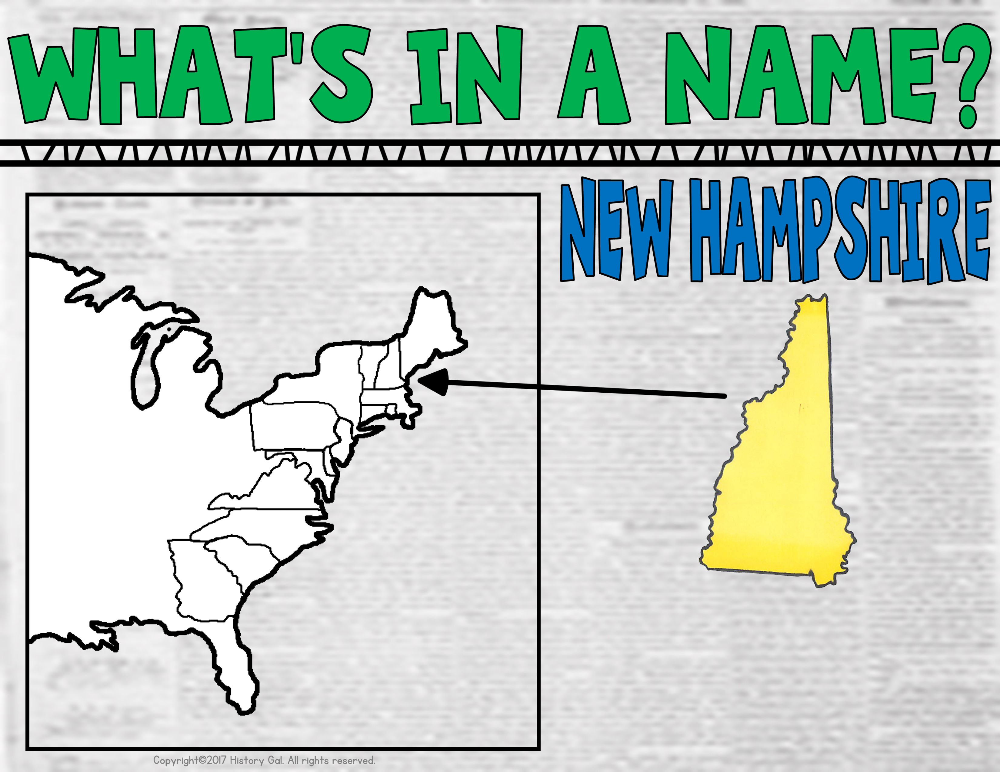 WHAT'S IN A NAME?
NEW HAMPSHIRE
Copyright©2017 History Gal. All rights reserved.